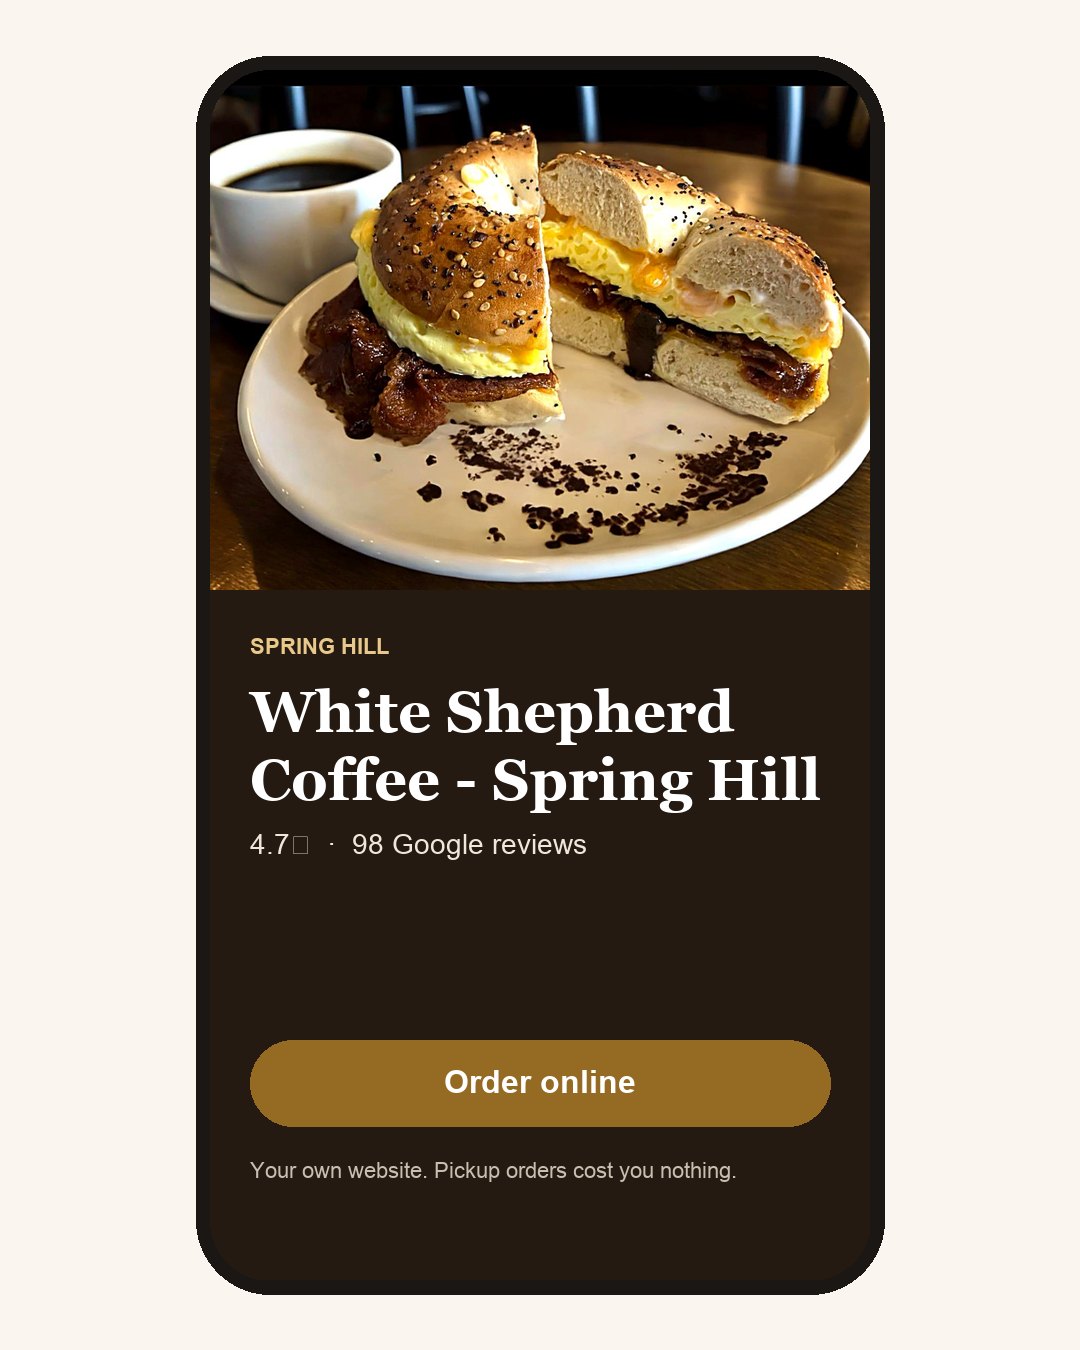 SPRING HILL
White Shepherd
Coffee - Spring Hill
4.7□ · 98 Google reviews
Order online
Your own website. Pickup orders cost you nothing.